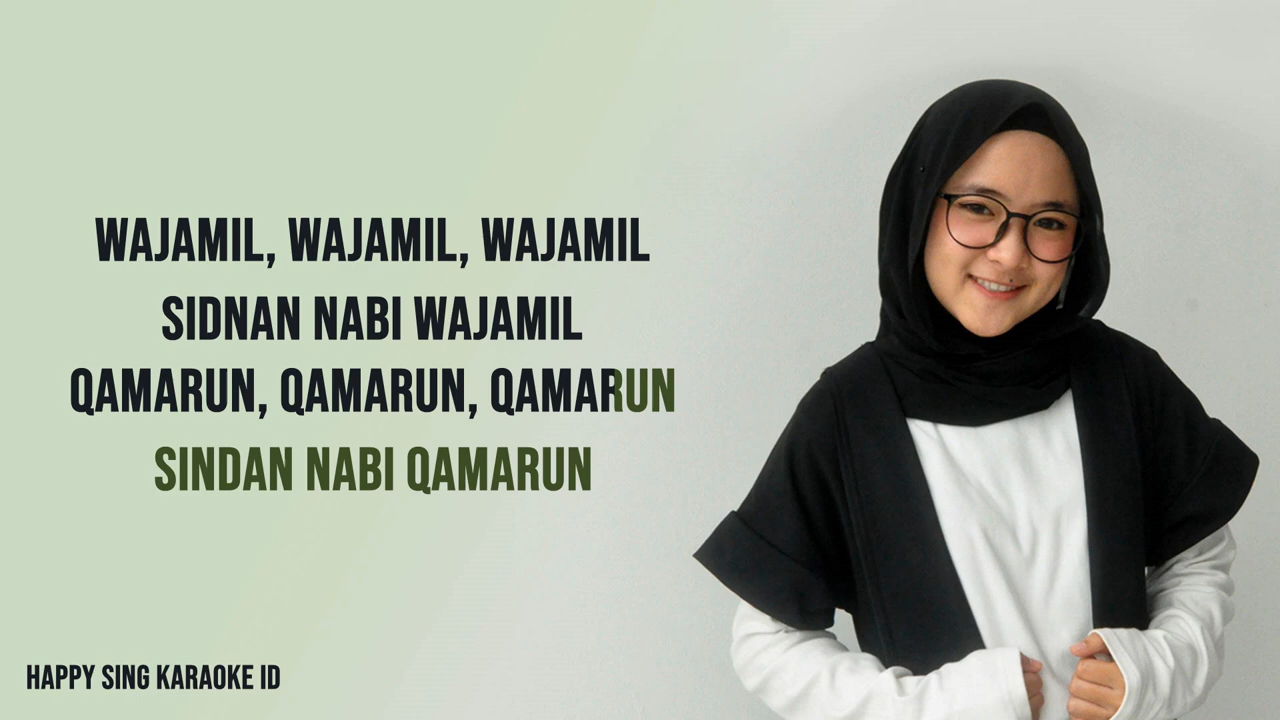 WAJAMIL, WAJAMIL, WAJAMIL
SIDNAN NABI WAJAMIL
QAMARUN, QAMARUN, QAMARUN
SINDAN NABI QAMARUN
HAPPY SING KARAOKE ID